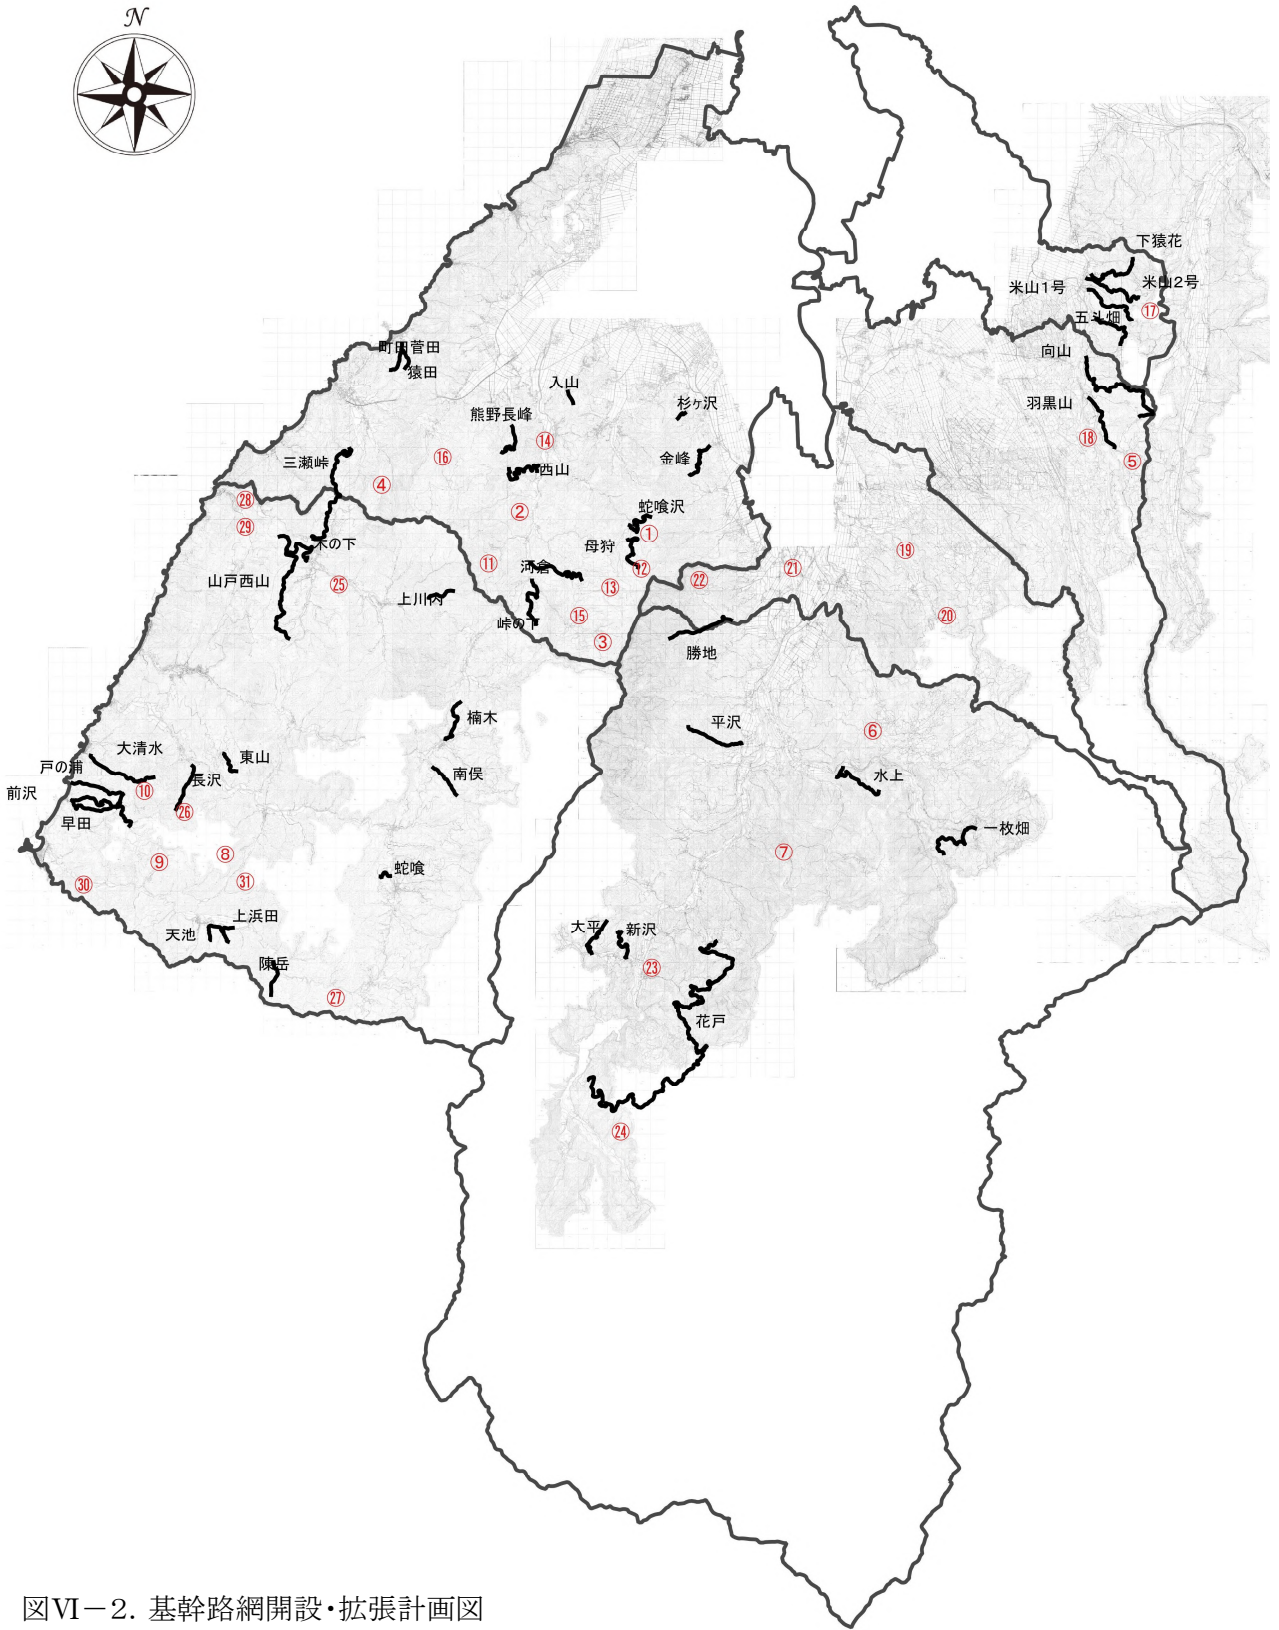 N
下猿花
米山1号
米山2号
⑰
五斗畑
町田菅田
猿田
向山
入山
羽黒山
杉ヶ沢
熊野長峰
⑭
⑱
⑯
三瀬峠
西山
金峰
⑤
④
㉘
蛇喰沢
②
㉙
①
木の下
母狩
⑲
⑪
河倉
⑫
㉑
山戸西山
㉕
⑬
㉒
上川内
⑮
⑳
峠の下
③
勝地
楠木
平沢
⑥
大清水
東山
戸の浦
長沢
南俣
水上
前沢
⑩
㉖
早田
一枚畑
⑨
⑧
⑦
蛇喰
㉚
㉛
上浜田
天池
大平
新沢
陳岳
㉓
㉗
花戸
㉔
図Ⅵ－2．基幹路網開設・拡張計画図